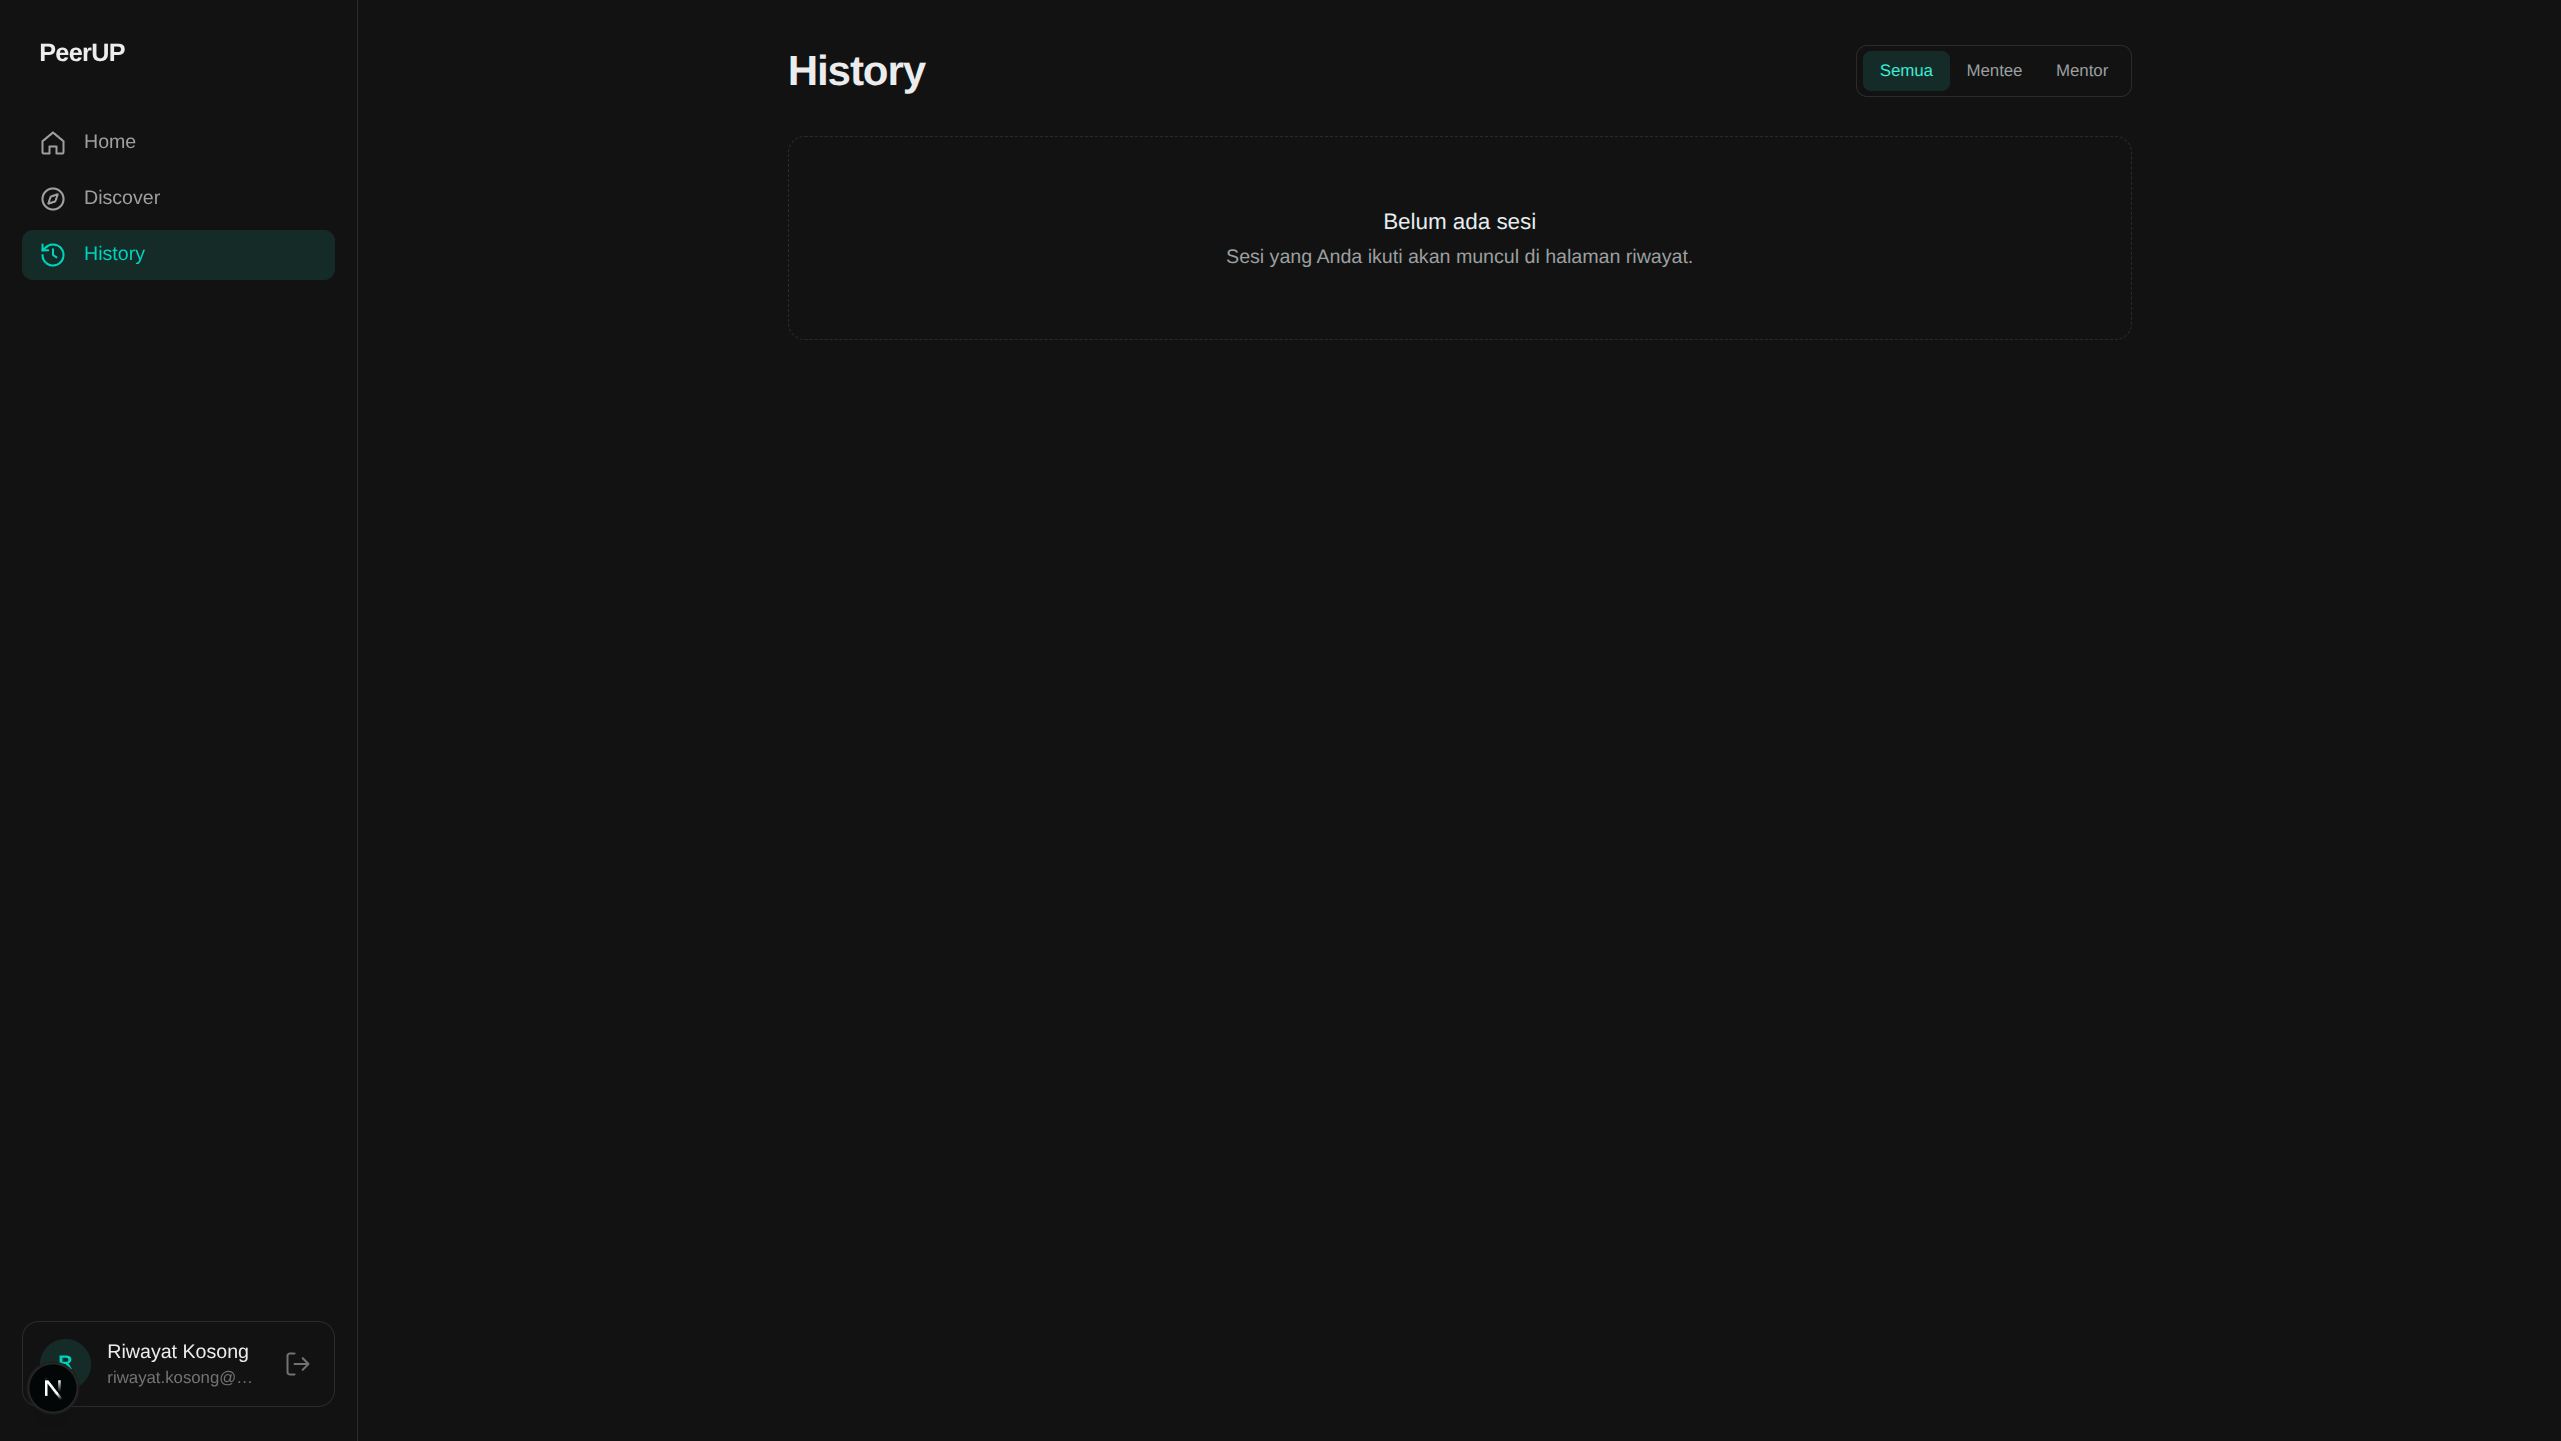 PeerUP
Home
Discover
History
History
Semua
Mentee
Mentor
Belum ada sesi
Sesi yang Anda ikuti akan muncul di halaman riwayat.
R
Riwayat Kosong
riwayat.kosong@…
N